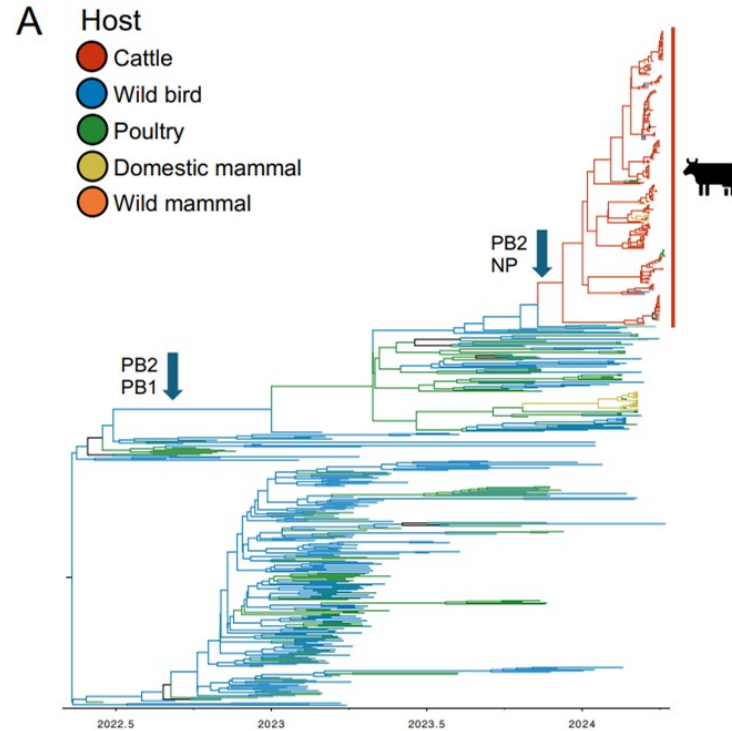 A
Host
Cattle
Wild bird
Poultry
Domestic mammal
Wild mammal
PB2
NP
PB2
PB1
2022.5
2023
2023.5
2024